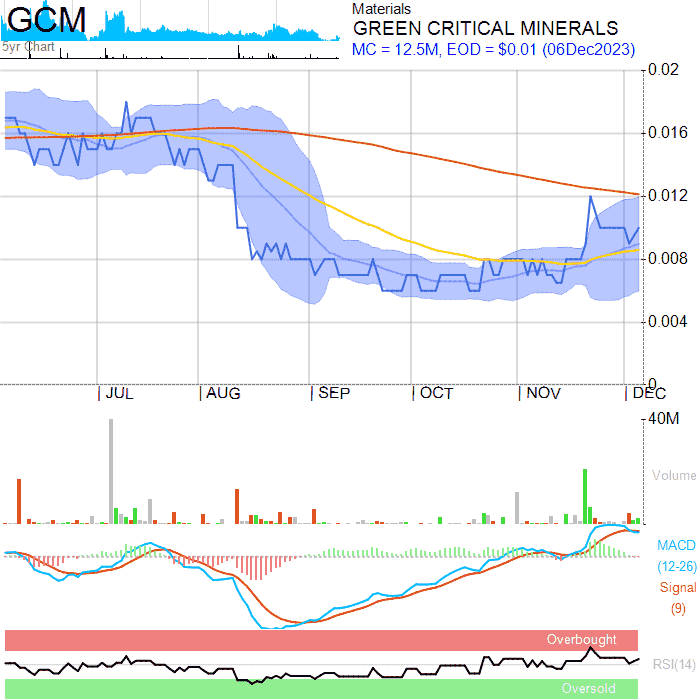 GCM
5yr Chart
Materials
GREEN CRITICAL MINERALS
MC = 12.5M, EOD = $0.01 (06Dec2023)
0.02
0.016
0.012
0.008
0.004
0
JUL AUG SEP OCT NOV DEC
40M
Volume
MACD
(12-26)
Signal
(9)
Overbought
RSI(14)
Oversold